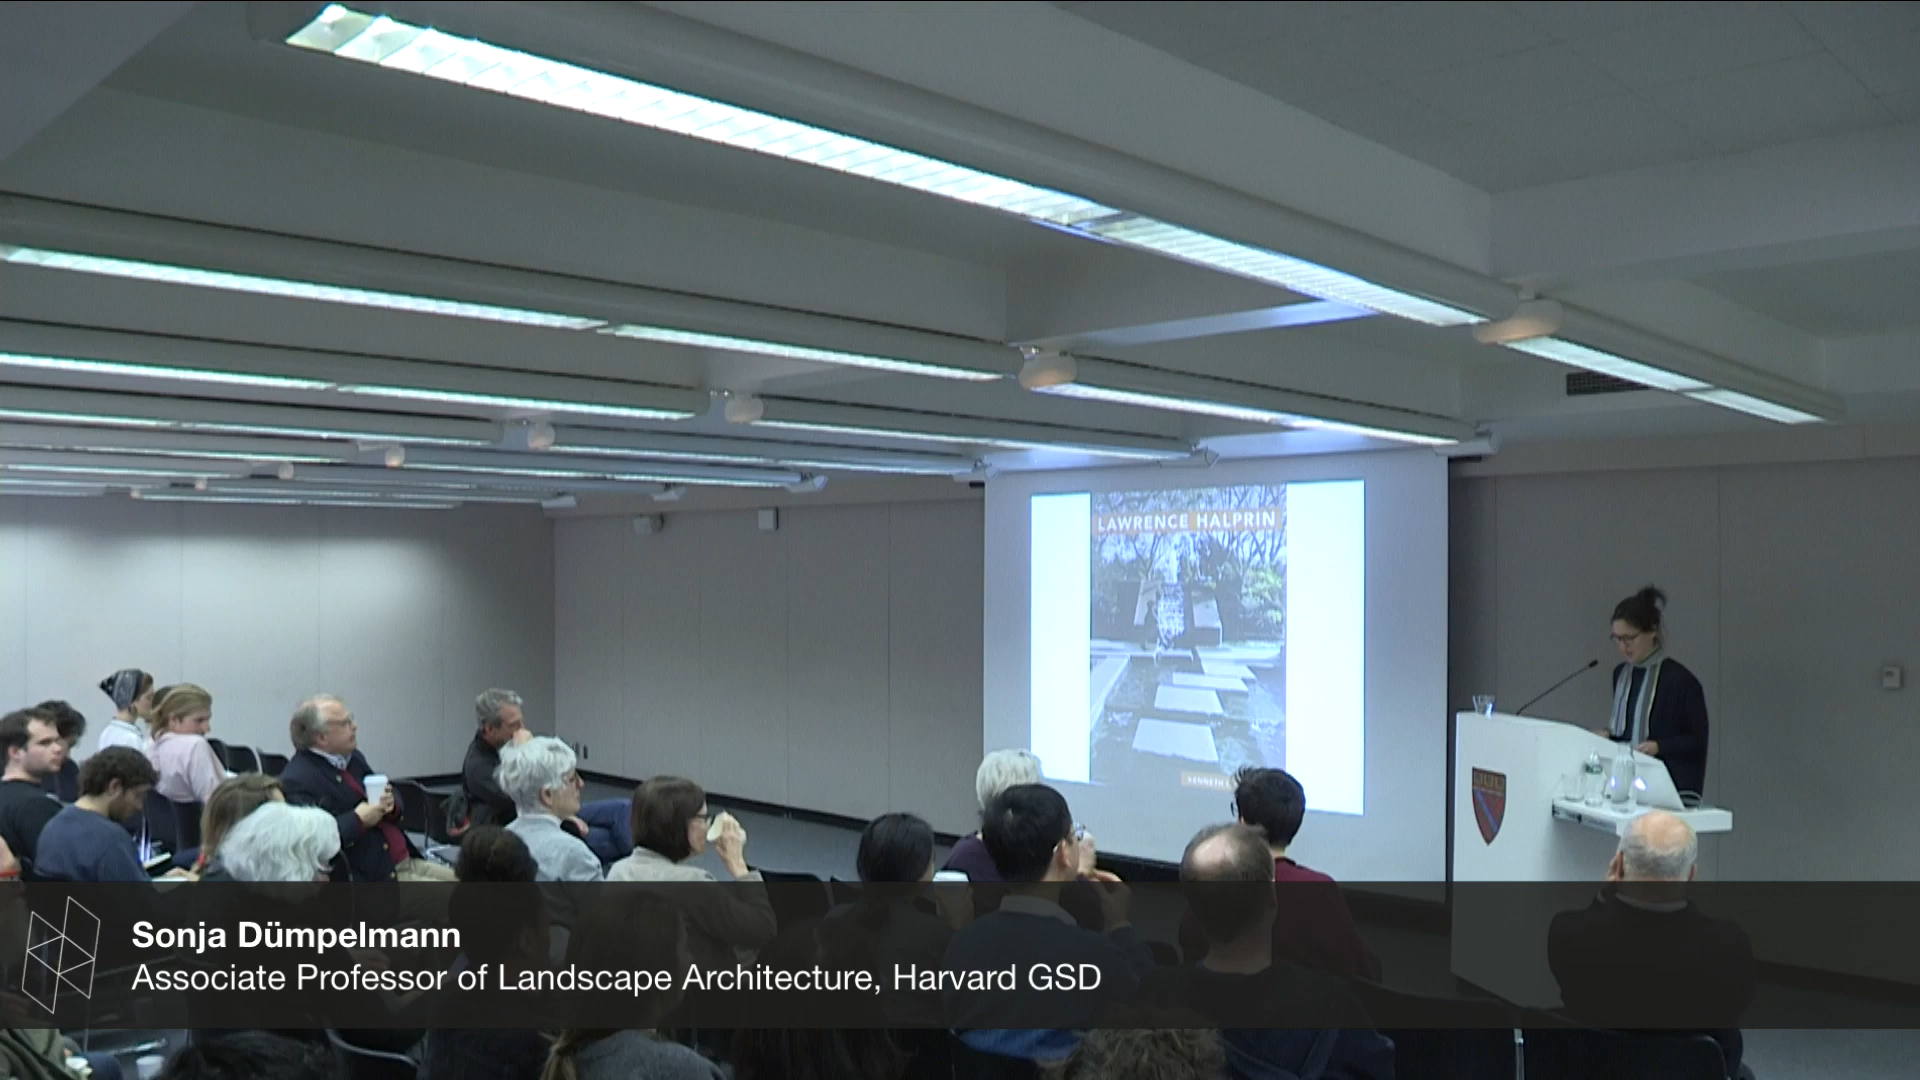 LAWRENCE HALPRIN
Sonja Dümpelmann
Associate Professor of Landscape Architecture, Harvard GSD